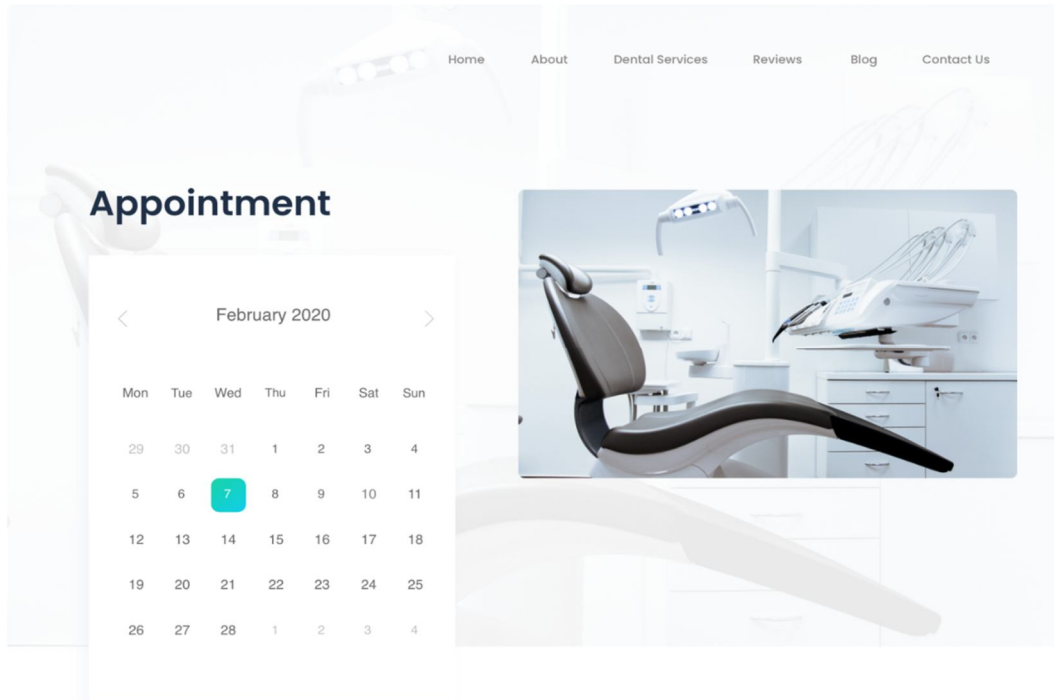 Home About Dental Services Reviews Blog Contact Us
Appointment
February 2020
Mon Tue Wed Thu Fri Sat Sun
29 30 31 1 2 3 4
5 6 7 8 9 10 11
12 13 14 15 16 17 18
19 20 21 22 23 24 25
26 27 28 1 2 3 4